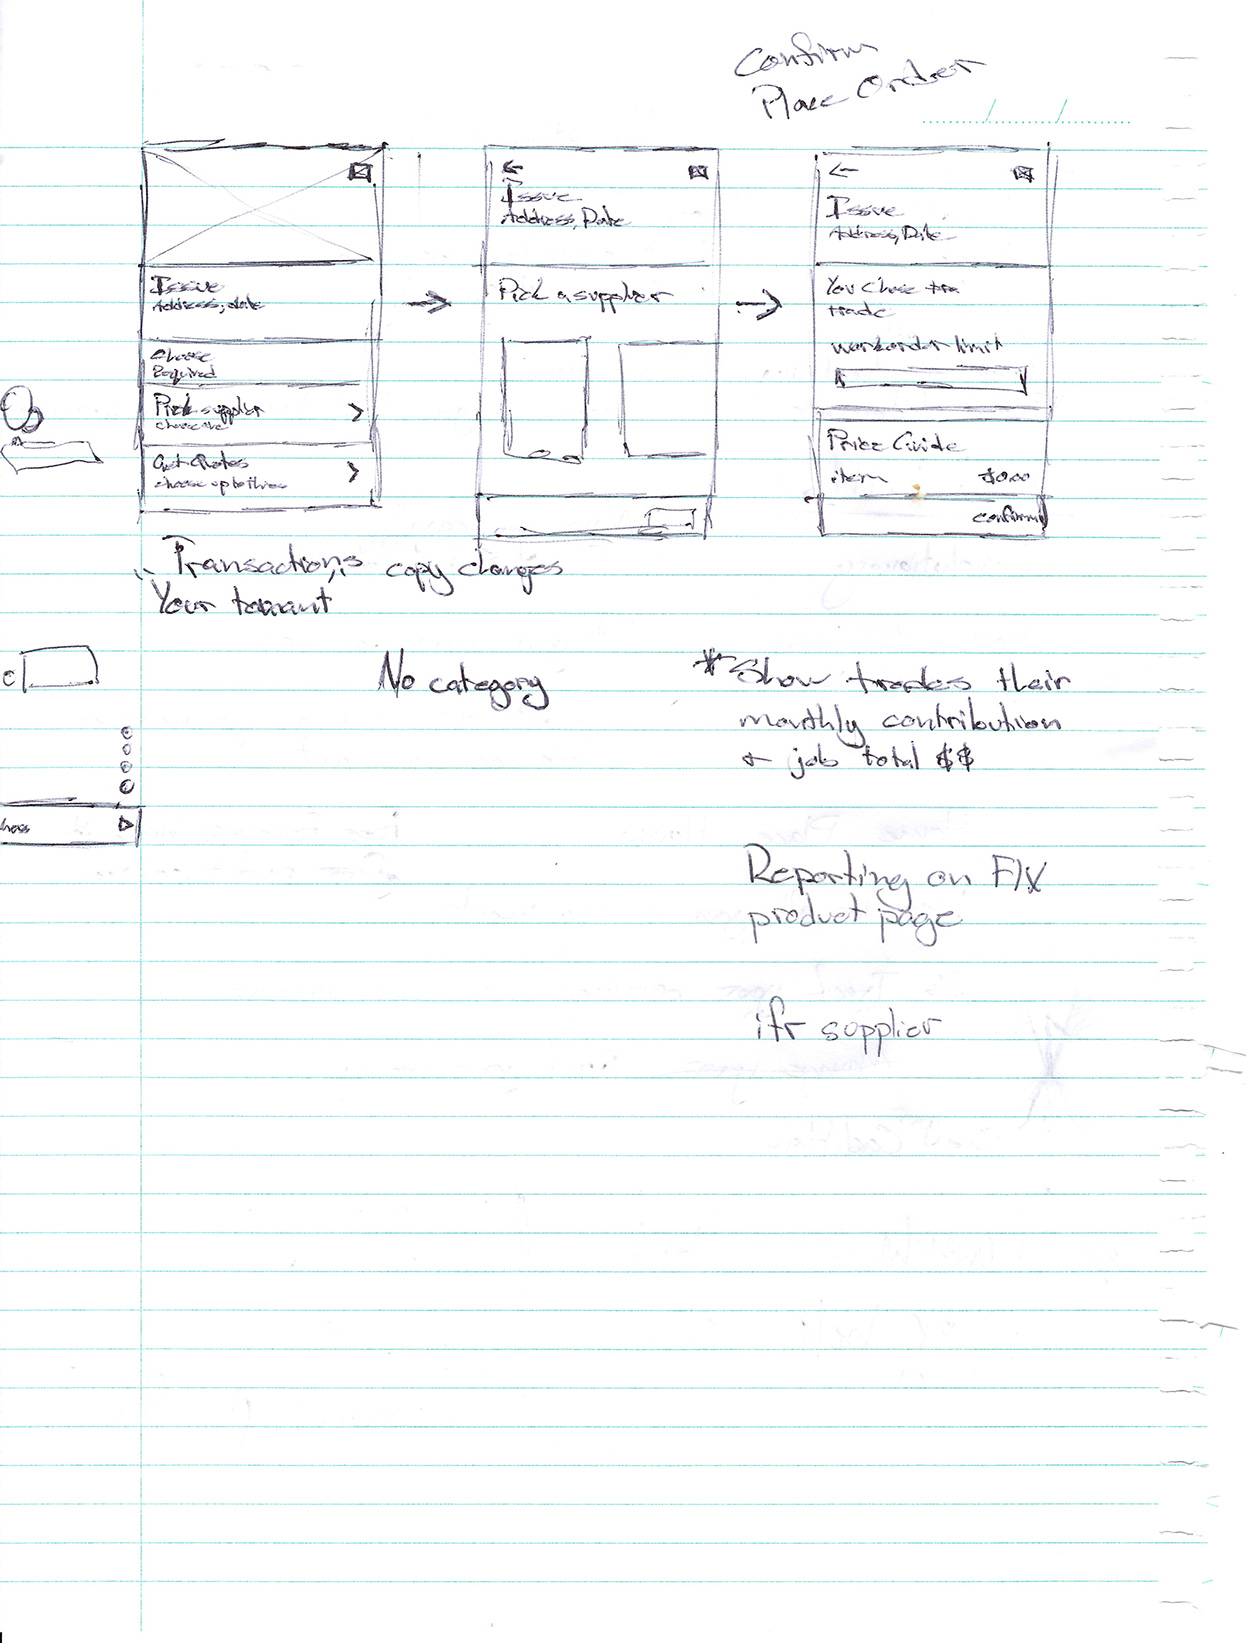 Confirm
Place Order
Issue
Address, date
Choose
Required
Pick supplier
choose one
Get Quotes
choose up to three
Issue
Address, Date
Pick a supplier
Issue
Address, Date
You chose
trade
workorder limit
Price Guide
item $0.00
confirm
"Transactions" copy changes
"Your tenant"
No category
* Show trades their
monthly contribution
+ job total $$
Reporting on FIX
product page
ifr supplier